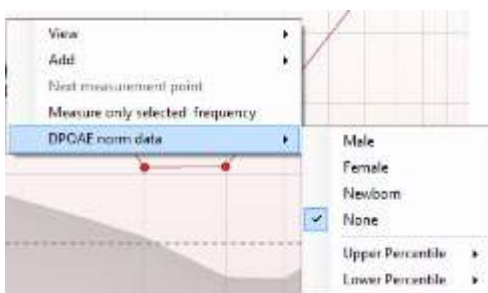 View
Add
Next measurement point
Measure only selected frequency
DPOAE norm data
Male
Female
Newborn
None
Upper Percentile
Lower Percentile